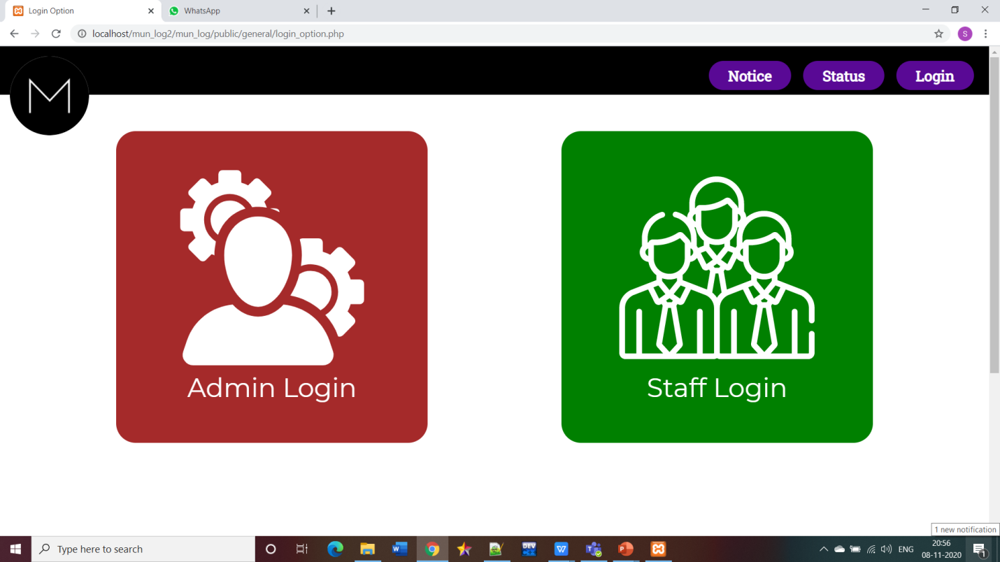 Login Option
WhatsApp
localhost/mun_log2/mun_log/public/general/login_option.php
S
M
Notice
Status
Login
Admin Login
Staff Login
1 new notification
Type here to search
W
DEV
W
T
P
ENG
20:56
08-11-2020
1